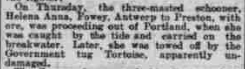 On Thursday, the three-masted schooner,
Helena Anna, Fowey, Antwerp to Preston, with
ore, was proceeding out of Portland, when she
was caught by the tide and carried on the
breakwater. Later, she was towed off by the
Government tug Tortoise, apparently un-
damaged.